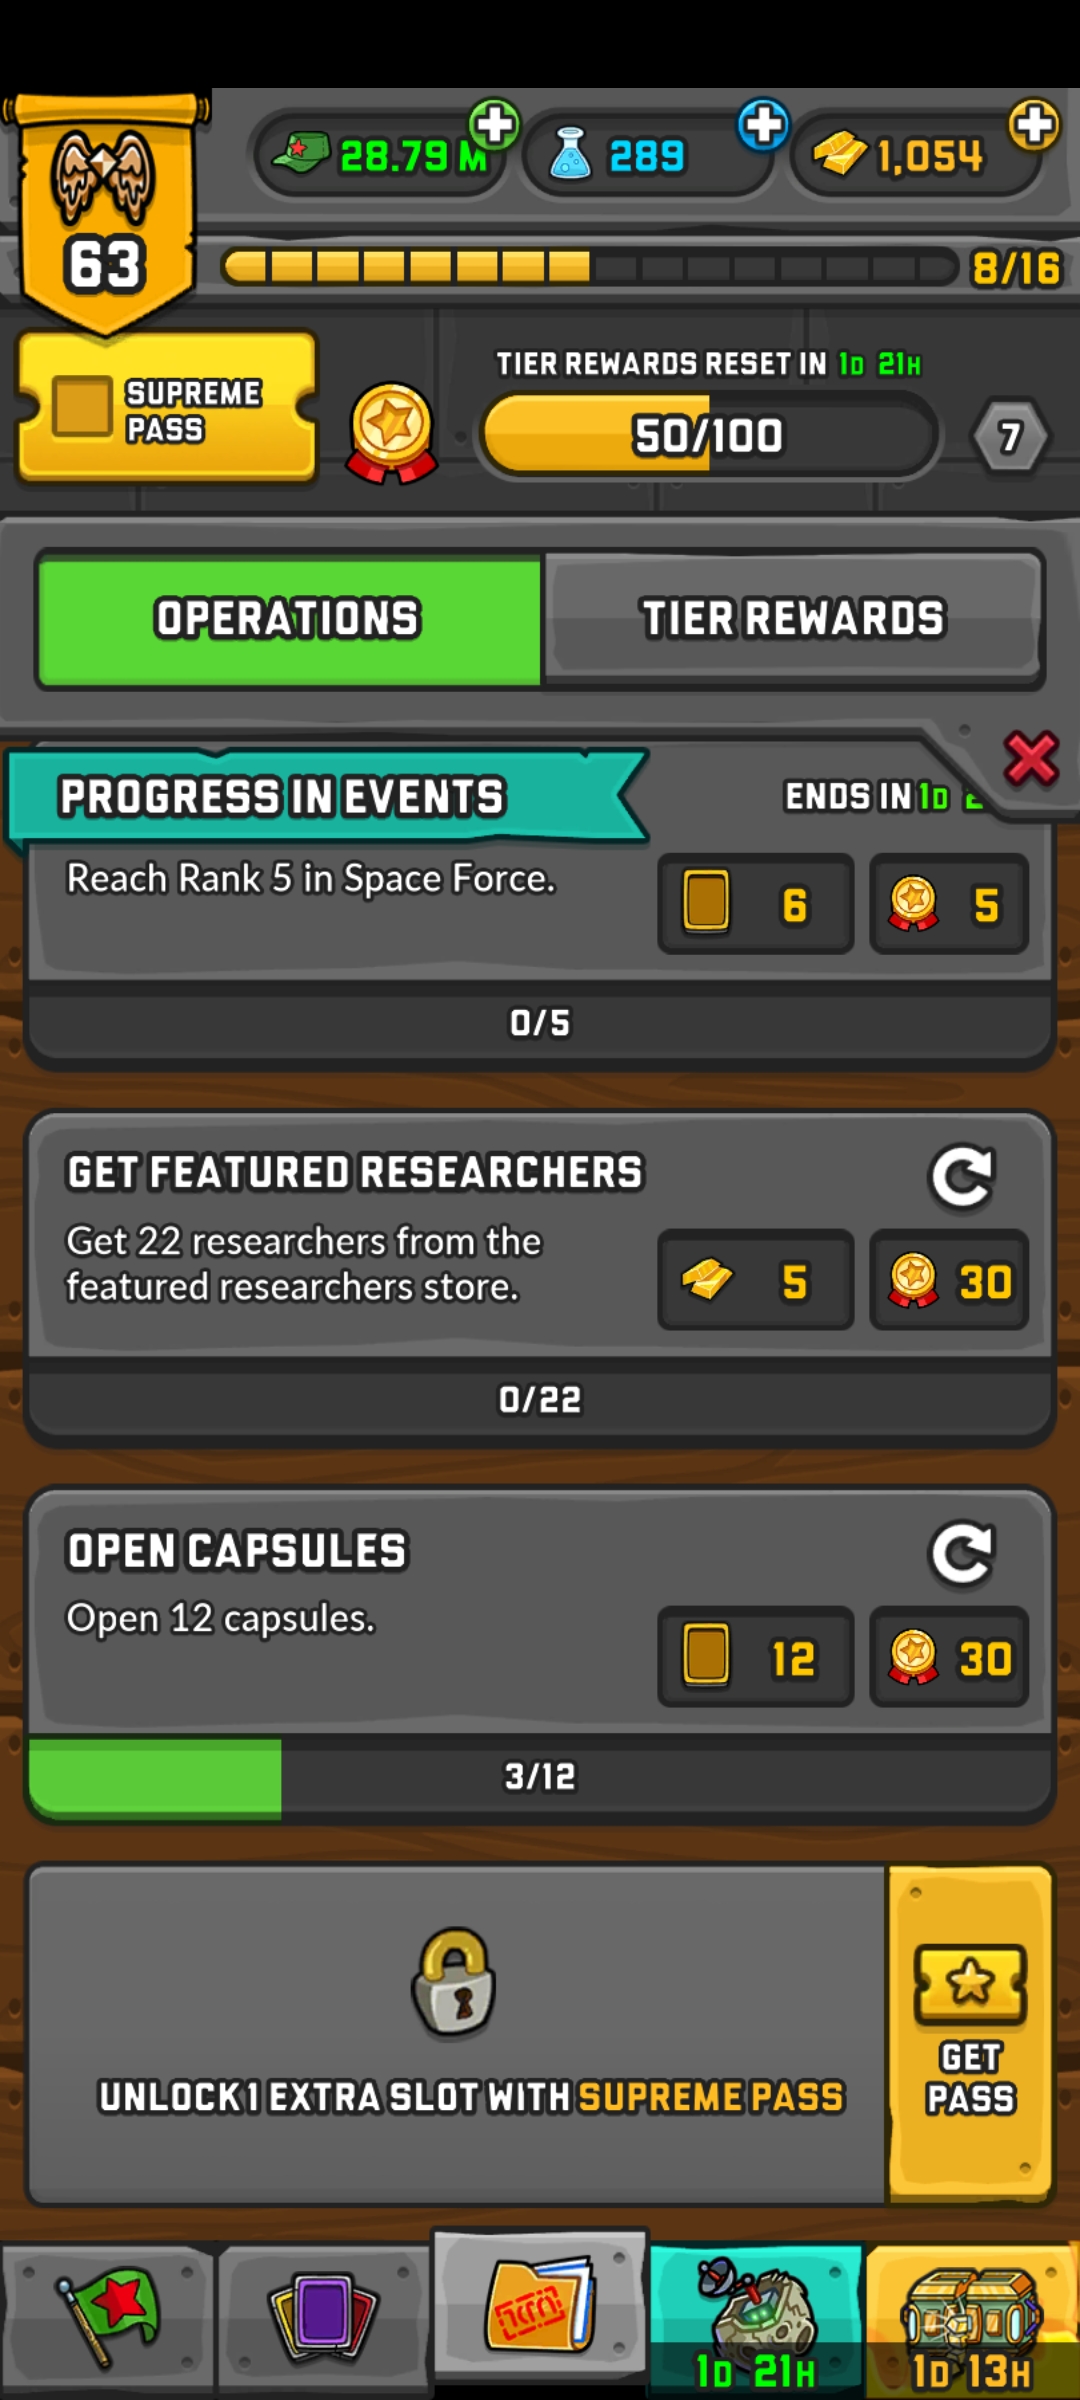 28.79 M
289
1,054
63
8/16
SUPREME
PASS
TIER REWARDS RESET IN 1D 21H
50/100
7
OPERATIONS
TIER REWARDS
PROGRESS IN EVENTS
ENDS IN 1D
Reach Rank 5 in Space Force.
6
5
0/5
GET FEATURED RESEARCHERS
Get 22 researchers from the
featured researchers store.
5
30
0/22
OPEN CAPSULES
Open 12 capsules.
12
30
3/12
UNLOCK 1 EXTRA SLOT WITH SUPREME PASS
GET
PASS
1D 21H
1D 13H